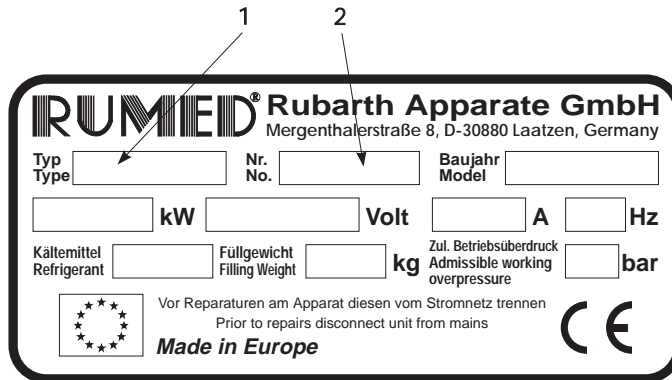 1 2
RUMED® Rubarth Apparate GmbH
Mergenthalerstraße 8, D-30880 Laatzen, Germany
Typ Nr. Baujahr
Type No. Model
kW Volt A Hz
Kältemittel Füllgewicht Zul. Betriebsüberdruck
Refrigerant Filling Weight kg Admissible working bar
overpressure
Vor Reparaturen am Apparat diesen vom Stromnetz trennen
Prior to repairs disconnect unit from mains
Made in Europe CE